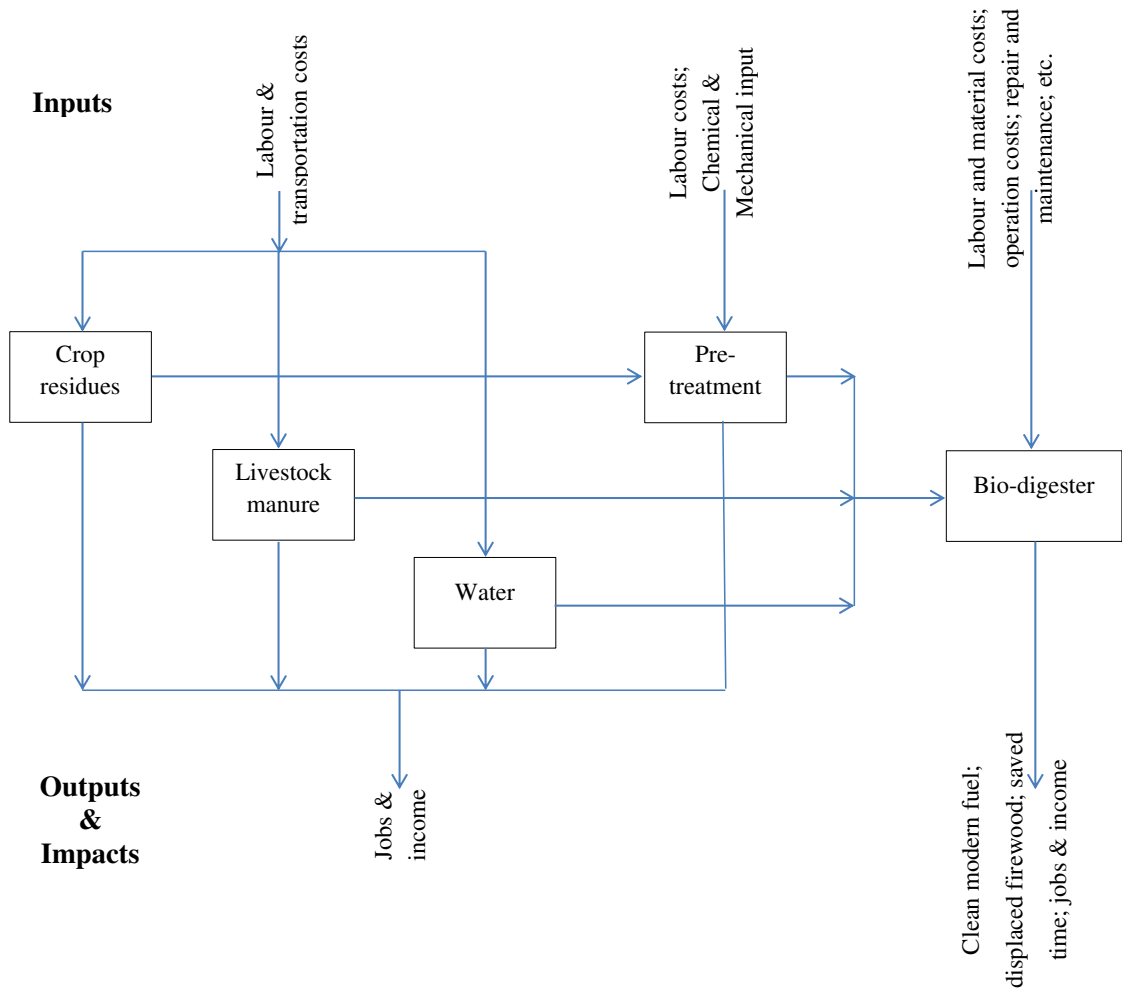 Inputs
Labour &
transportation costs
Labour costs;
Chemical &
Mechanical input
Labour and material costs;
operation costs; repair and
maintenance; etc.
Crop
residues
Pre-
treatment
Livestock
manure
Bio-digester
Water
Outputs
&
Impacts
Jobs &
income
Clean modern fuel;
displaced firewood; saved
time; jobs & income